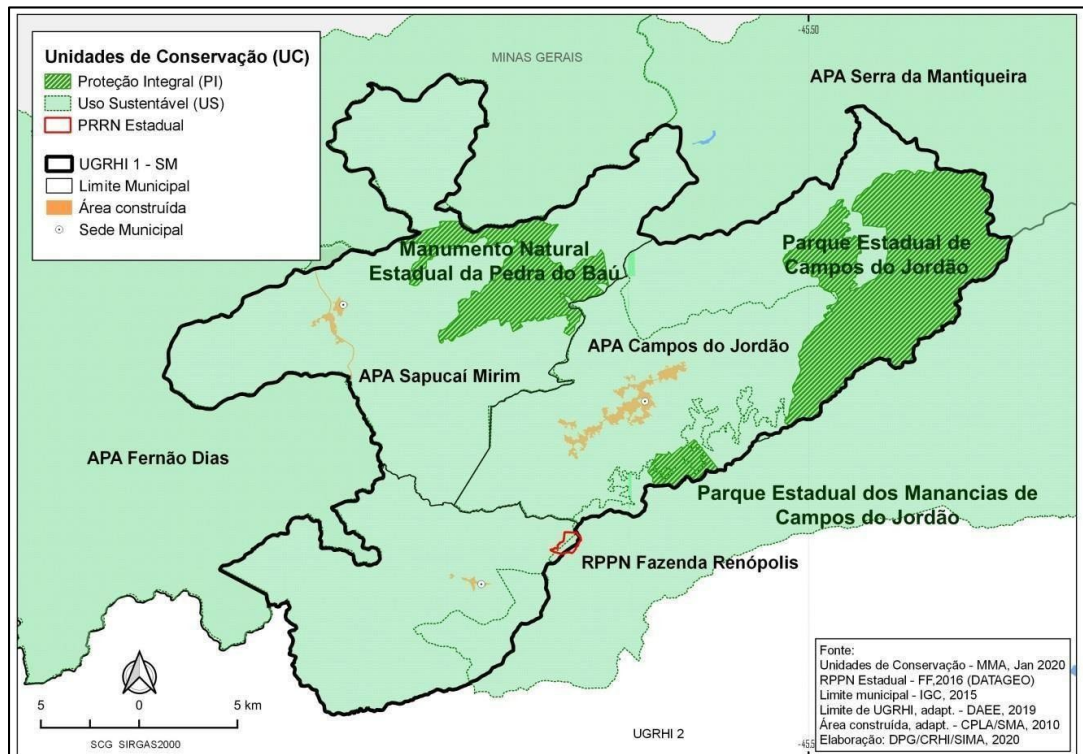 Unidades de Conservação (UC)
Proteção Integral (PI)
Uso Sustentável (US)
PRRN Estadual
UGRHI 1 - SM
Limite Municipal
Área construída
Sede Municipal
MINAS GERAIS
-45.50
APA Serra da Mantiqueira
Manumento Natural
Estadual da Pedra do Baú
Parque Estadual de
Campos do Jordão
APA Campos do Jordão
APA Sapucaí Mirim
APA Fernão Dias
Parque Estadual dos Manancias de
Campos do Jordão
RPPN Fazenda Renópolis
5 0 5 km
SCG SIRGAS2000
UGRHI 2
Fonte:
Unidades de Conservação - MMA, Jan 2020
RPPN Estadual - FF,2016 (DATAGEO)
Limite municipal - IGC, 2015
Limite de UGRHI, adapt. - DAEE, 2019
Área construída, adapt. - CPLA/SMA, 2010
Elaboração: DPG/CRHI/SIMA, 2020